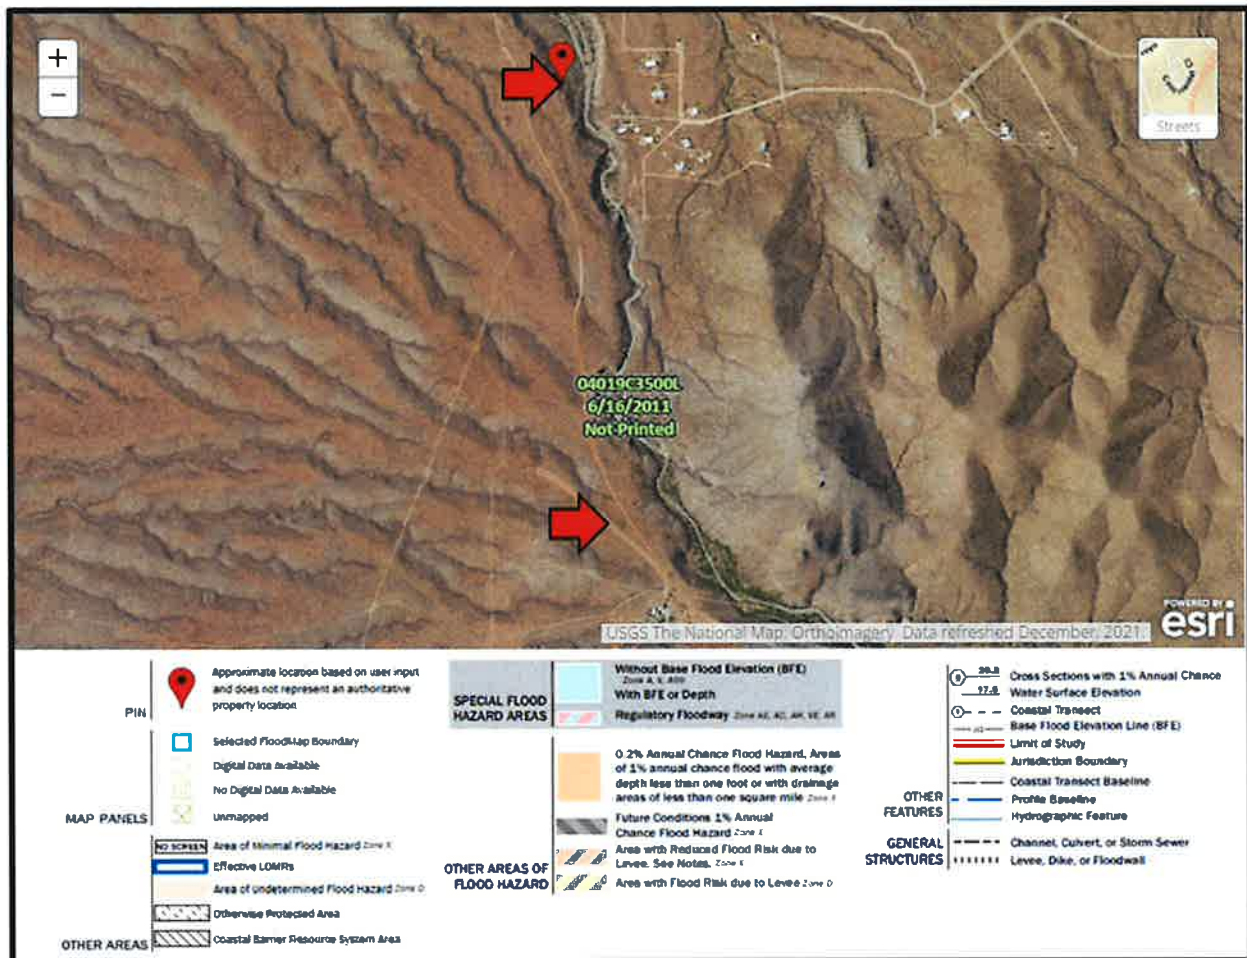 +
−
Streets
04019C3500L
6/16/2011
Not-Printed
POWERED BY
esri
USGS The National Map: Orthoimagery. Data refreshed December, 2021.
PIN
Approximate location based on user input
and does not represent an authoritative
property location
MAP PANELS
Selected FloodMap Boundary
Digital Data Available
No Digital Data Available
Unmapped
OTHER AREAS
NO SCREEN Area of Minimal Flood Hazard Zone X
Effective LOMRs
Area of Undetermined Flood Hazard Zone D
Otherwise Protected Area
Coastal Barrier Resource System Area
SPECIAL FLOOD
HAZARD AREAS
Without Base Flood Elevation (BFE)
Zone A, V, A99
With BFE or Depth
Regulatory Floodway Zone AE, AO, AH, VE, AR
OTHER AREAS OF
FLOOD HAZARD
0.2% Annual Chance Flood Hazard, Areas
of 1% annual chance flood with average
depth less than one foot or with drainage
areas of less than one square mile Zone X
Future Conditions 1% Annual
Chance Flood Hazard Zone X
Area with Reduced Flood Risk due to
Levee. See Notes. Zone X
Area with Flood Risk due to Levee Zone D
OTHER
FEATURES
Cross Sections with 1% Annual Chance
17.5 Water Surface Elevation
Coastal Transect
Base Flood Elevation Line (BFE)
Limit of Study
Jurisdiction Boundary
Coastal Transect Baseline
Profile Baseline
Hydrographic Feature
GENERAL
STRUCTURES
Channel, Culvert, or Storm Sewer
Levee, Dike, or Floodwall